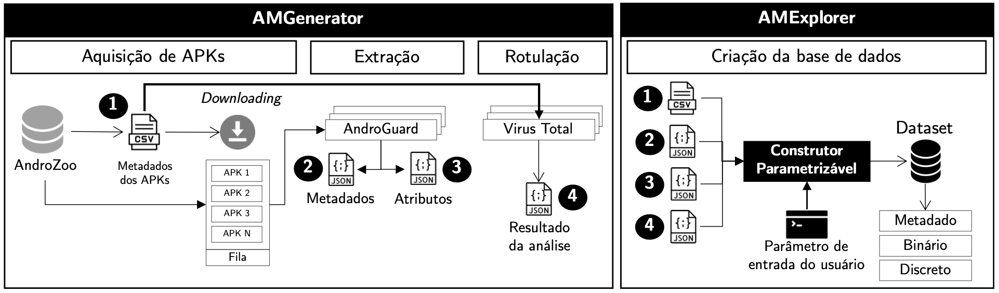 AMGenerator
Aquisição de APKs
Extração
Rotulação
1
Downloading
CSV
AndroZoo
Metadados
dos APKs
APK 1
APK 2
APK 3
APK N
Fila
AndroGuard
2
{;}
JSON
Metadados
{;}
JSON
3
Atributos
Virus Total
{;}
JSON
4
Resultado
da análise
AMExplorer
Criação da base de dados
1
CSV
2
{;}
JSON
3
{;}
JSON
4
{;}
JSON
Construtor
Parametrizável
>_
Parâmetro de
entrada do usuário
Dataset
Metadado
Binário
Discreto